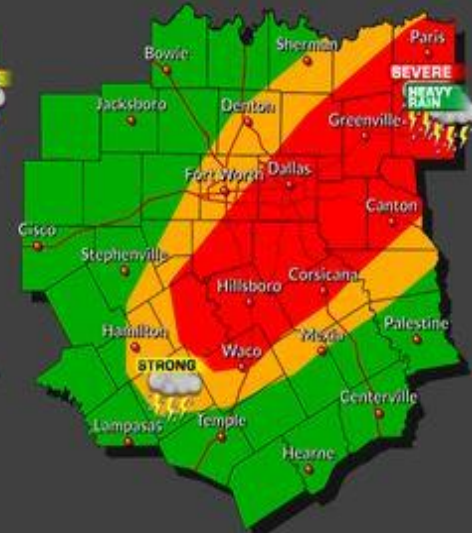 Paris
Sherman
Bowie
SEVERE
HEAVY
RAIN
Jacksboro
Denton
Greenville
Fort Worth
Dallas
Canton
Cisco
Stephenville
Hillsboro
Corsicana
Hamilton
Mexia
Palestine
Waco
STRONG
Centerville
Lampasas
Temple
Hearne